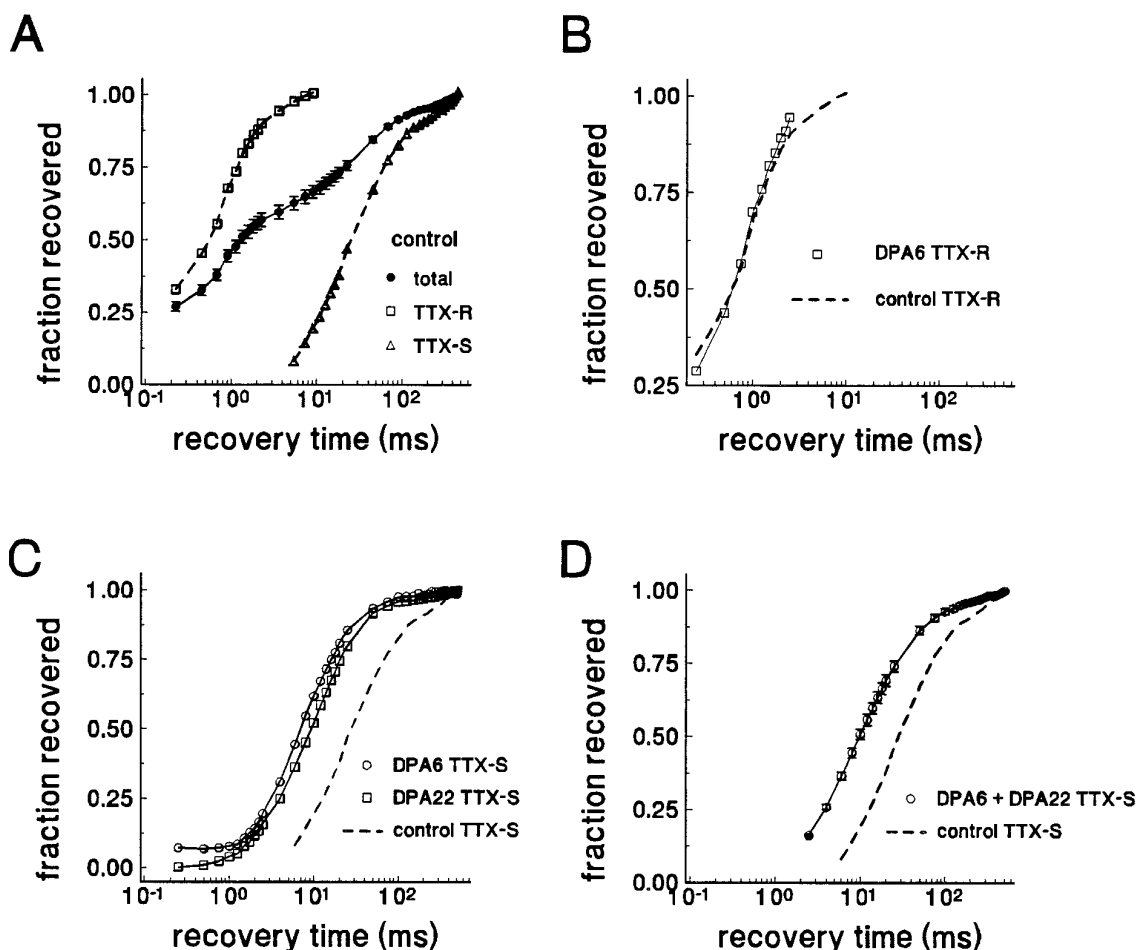 A
1.00
0.75
0.50
0.25
0.00
fraction recovered
control
total
TTX-R
TTX-S
10-1 10⁰ 10¹ 10²
recovery time (ms)
B
1.00
0.75
0.50
0.25
fraction recovered
DPA6 TTX-R
control TTX-R
10⁰ 10¹ 10²
recovery time (ms)
C
1.00
0.75
0.50
0.25
0.00
fraction recovered
DPA6 TTX-S
DPA22 TTX-S
control TTX-S
10-1 10⁰ 10¹ 10²
recovery time (ms)
D
1.00
0.75
0.50
0.25
0.00
fraction recovered
DPA6 + DPA22 TTX-S
control TTX-S
10-1 10⁰ 10¹ 10²
recovery time (ms)